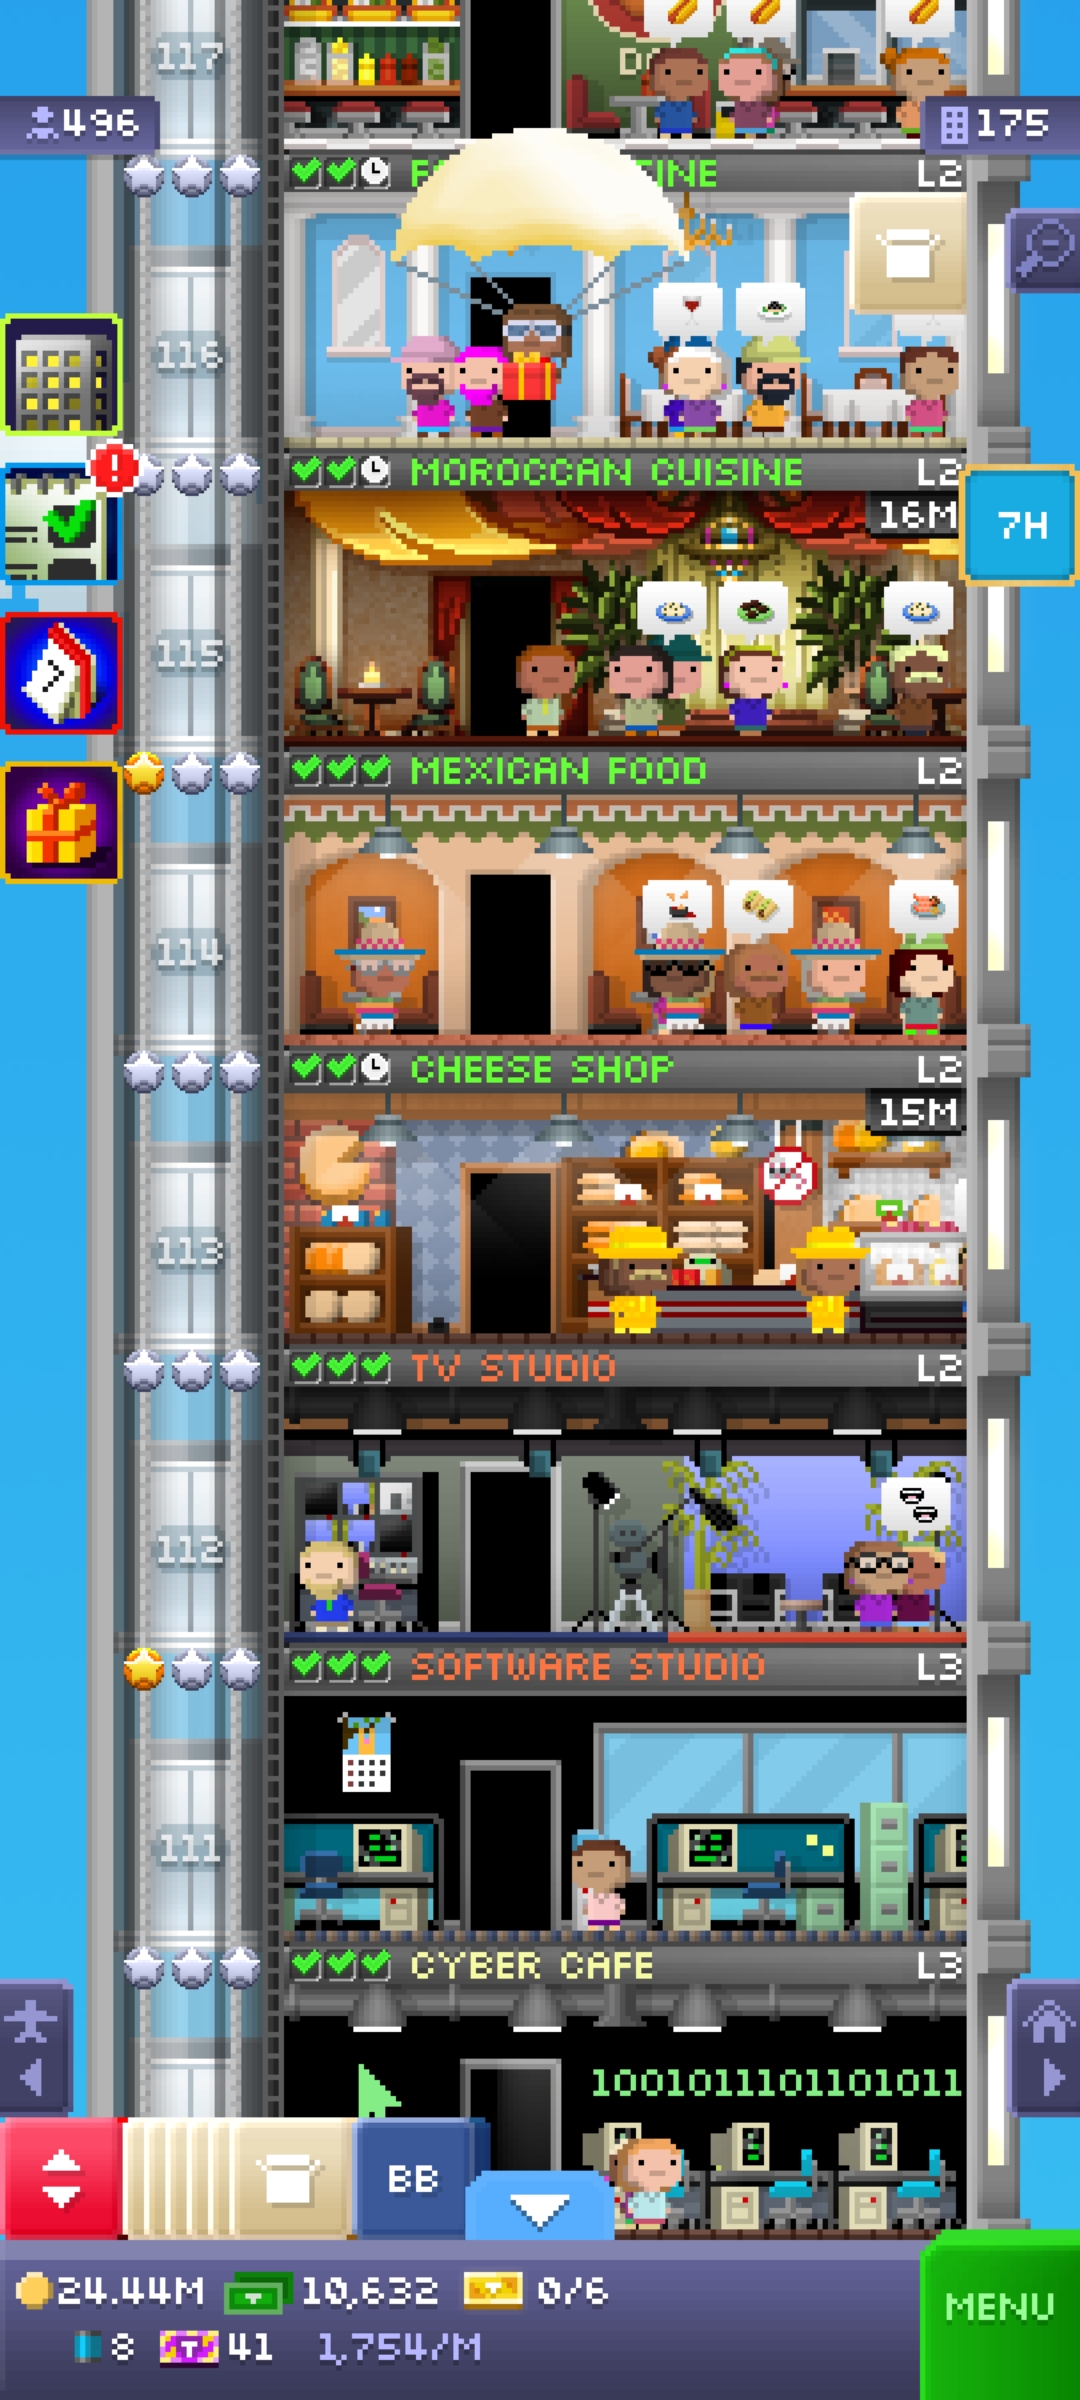 117
496
175
INE
L2
116
MOROCCAN CUISINE
L2
16M
7H
115
MEXICAN FOOD
L2
114
CHEESE SHOP
L2
15M
113
TV STUDIO
L2
112
SOFTWARE STUDIO
L3
111
CYBER CAFE
L3
1001011101101011
BB
24.44M 10,632 0/6
MENU
8 T 41 1,754/M